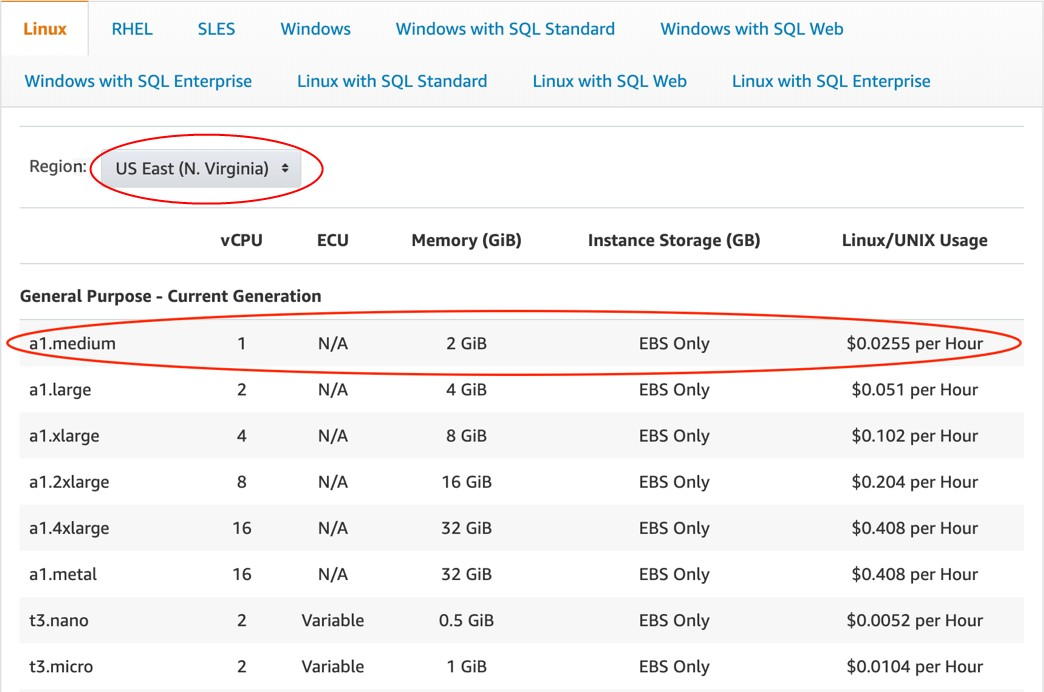 Linux RHEL SLES Windows Windows with SQL Standard Windows with SQL Web
Windows with SQL Enterprise Linux with SQL Standard Linux with SQL Web Linux with SQL Enterprise
Region: US East (N. Virginia)
vCPU ECU Memory (GiB) Instance Storage (GB) Linux/UNIX Usage
General Purpose - Current Generation
a1.medium 1 N/A 2 GiB EBS Only $0.0255 per Hour
a1.large 2 N/A 4 GiB EBS Only $0.051 per Hour
a1.xlarge 4 N/A 8 GiB EBS Only $0.102 per Hour
a1.2xlarge 8 N/A 16 GiB EBS Only $0.204 per Hour
a1.4xlarge 16 N/A 32 GiB EBS Only $0.408 per Hour
a1.metal 16 N/A 32 GiB EBS Only $0.408 per Hour
t3.nano 2 Variable 0.5 GiB EBS Only $0.0052 per Hour
t3.micro 2 Variable 1 GiB EBS Only $0.0104 per Hour